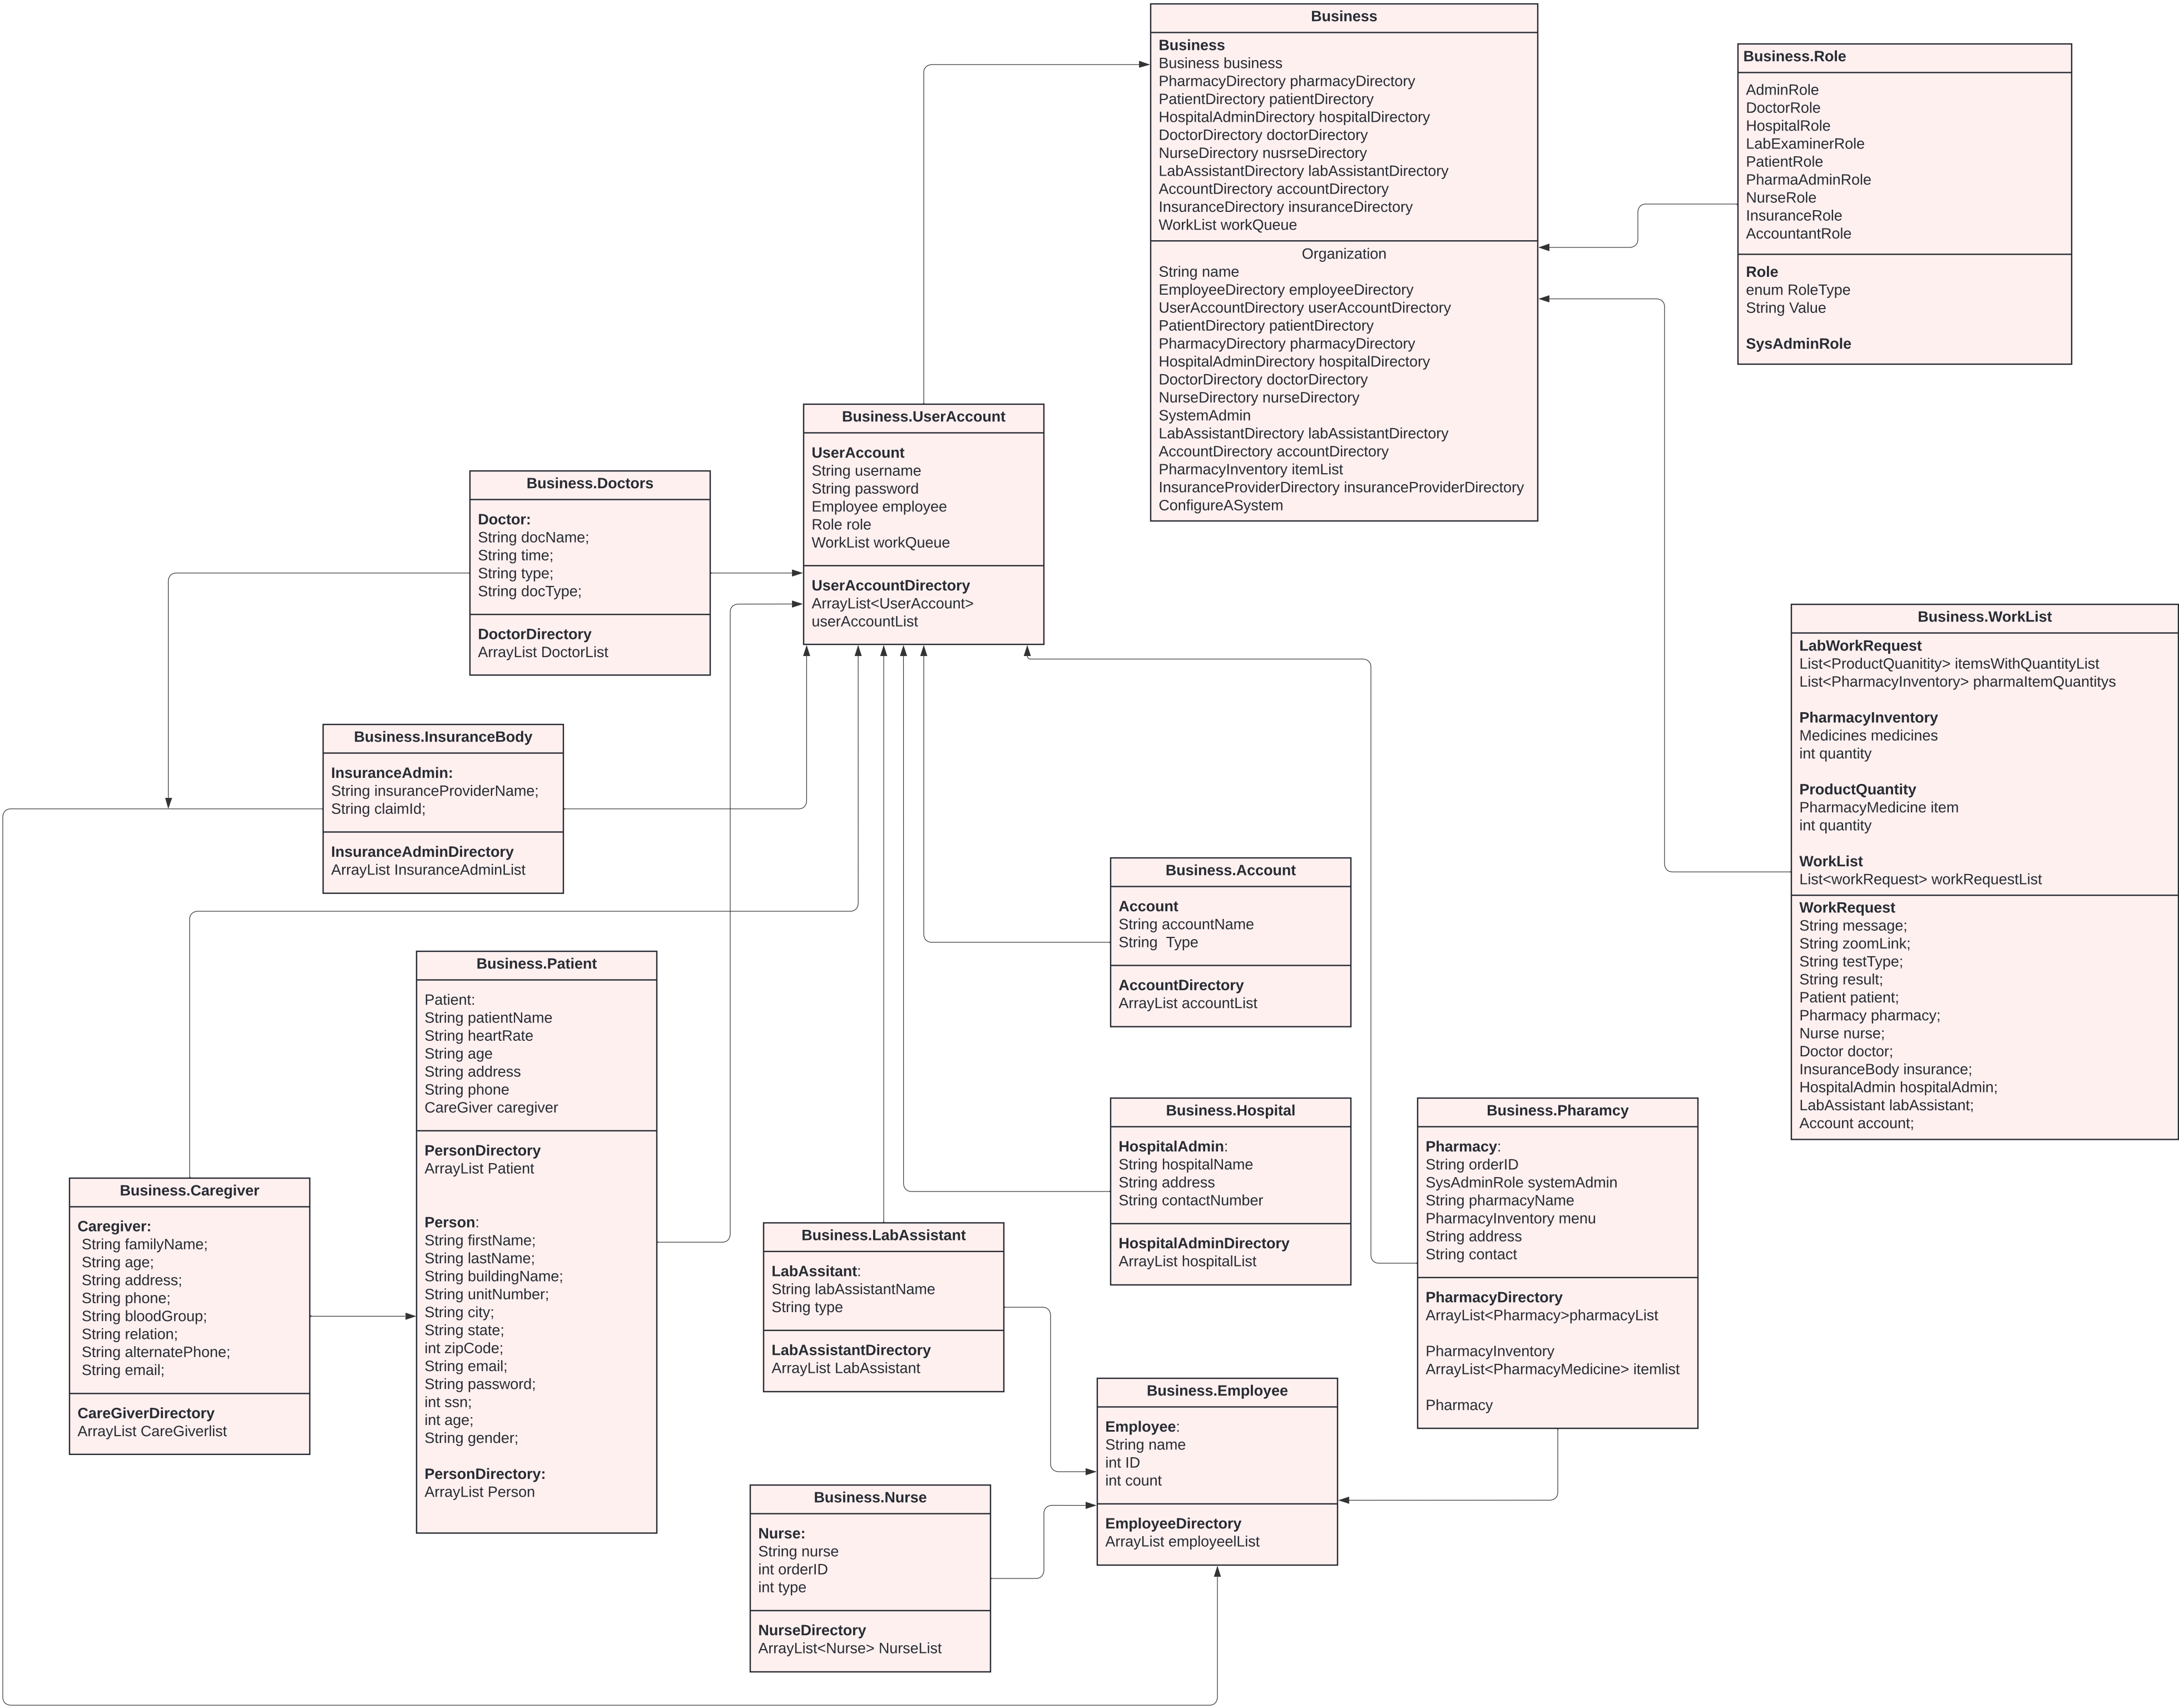 Business
Business
Business business
PharmacyDirectory pharmacyDirectory
PatientDirectory patientDirectory
HospitalAdminDirectory hospitalDirectory
DoctorDirectory doctorDirectory
NurseDirectory nusrseDirectory
LabAssistantDirectory labAssistantDirectory
AccountDirectory accountDirectory
InsuranceDirectory insuranceDirectory
WorkList workQueue
Organization
String name
EmployeeDirectory employeeDirectory
UserAccountDirectory userAccountDirectory
PatientDirectory patientDirectory
PharmacyDirectory pharmacyDirectory
HospitalAdminDirectory hospitalDirectory
DoctorDirectory doctorDirectory
NurseDirectory nurseDirectory
SystemAdmin
LabAssistantDirectory labAssistantDirectory
AccountDirectory accountDirectory
PharmacyInventory itemList
InsuranceProviderDirectory insuranceProviderDirectory
ConfigureASystem
Business.Role
AdminRole
DoctorRole
HospitalRole
LabExaminerRole
PatientRole
PharmaAdminRole
NurseRole
InsuranceRole
AccountantRole
Role
enum RoleType
String Value
SysAdminRole
Business.UserAccount
UserAccount
String username
String password
Employee employee
Role role
WorkList workQueue
UserAccountDirectory
ArrayList<UserAccount>
userAccountList
Business.Doctors
Doctor:
String docName;
String time;
String type;
String docType;
DoctorDirectory
ArrayList DoctorList
Business.WorkList
LabWorkRequest
List<ProductQuanitity> itemsWithQuantityList
List<PharmacyInventory> pharmaItemQuantitys
PharmacyInventory
Medicines medicines
int quantity
ProductQuantity
PharmacyMedicine item
int quantity
WorkList
List<workRequest> workRequestList
WorkRequest
String message;
String zoomLink;
String testType;
String result;
Patient patient;
Pharmacy pharmacy;
Nurse nurse;
Doctor doctor;
InsuranceBody insurance;
HospitalAdmin hospitalAdmin;
LabAssistant labAssistant;
Account account;
Business.InsuranceBody
InsuranceAdmin:
String insuranceProviderName;
String claimId;
InsuranceAdminDirectory
ArrayList InsuranceAdminList
Business.Account
Account
String accountName
String  Type
AccountDirectory
ArrayList accountList
Business.Patient
Patient:
String patientName
String heartRate
String age
String address
String phone
CareGiver caregiver
PersonDirectory
ArrayList Patient
Person:
String firstName;
String lastName;
String buildingName;
String unitNumber;
String city;
String state;
int zipCode;
String email;
String password;
int ssn;
int age;
String gender;
PersonDirectory:
ArrayList Person
Business.Hospital
HospitalAdmin:
String hospitalName
String address
String contactNumber
HospitalAdminDirectory
ArrayList hospitalList
Business.Pharamcy
Pharmacy:
String orderID
SysAdminRole systemAdmin
String pharmacyName
PharmacyInventory menu
String address
String contact
PharmacyDirectory
ArrayList<Pharmacy>pharmacyList
PharmacyInventory
ArrayList<PharmacyMedicine> itemlist
Pharmacy
Business.Caregiver
Caregiver:
String familyName;
String age;
String address;
String phone;
String bloodGroup;
String relation;
String alternatePhone;
String email;
CareGiverDirectory
ArrayList CareGiverlist
Business.LabAssistant
LabAssitant:
String labAssistantName
String type
LabAssistantDirectory
ArrayList LabAssistant
Business.Employee
Employee:
String name
int ID
int count
EmployeeDirectory
ArrayList employeelList
Business.Nurse
Nurse:
String nurse
int orderID
int type
NurseDirectory
ArrayList<Nurse> NurseList